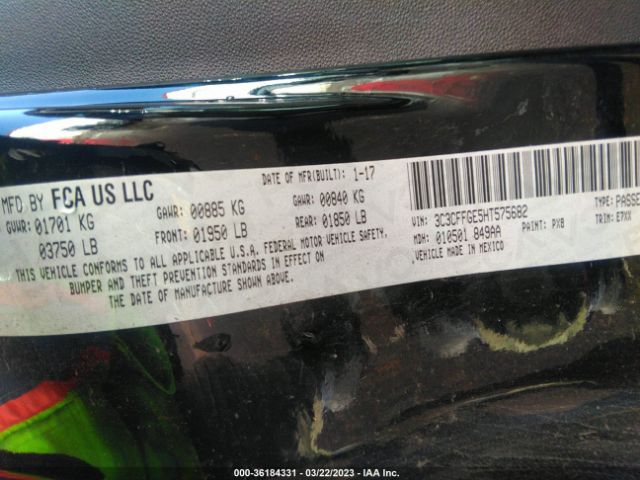 MFD BY FCA US LLC
DATE OF MFR(BUILT): 1-17
GVWR: 01701 KG
03750 LB
GAWR: 00885 KG
FRONT: 01950 LB
GAWR: 00840 KG
REAR: 01850 LB
THIS VEHICLE CONFORMS TO ALL APPLICABLE U.S.A. FEDERAL MOTOR VEHICLE SAFETY,
BUMPER AND THEFT PREVENTION STANDARDS IN EFFECT ON
THE DATE OF MANUFACTURE SHOWN ABOVE.
VIN: 3C3CFFGE5HT575682
TYPE: PASSE
MDH: 010501 849AA
PAINT: PX8
TRIM: E7XX
VEHICLE MADE IN MEXICO
000-36184331 - 03/22/2023 - IAA Inc.